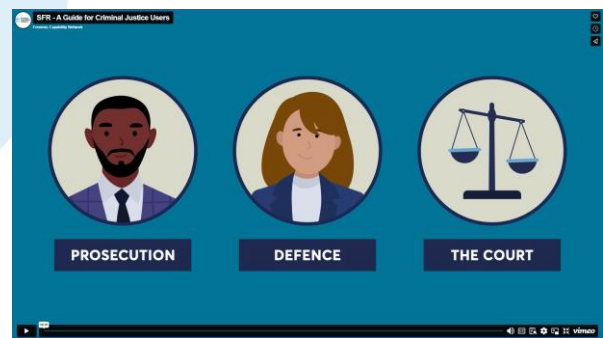 SFR - A Guide for Criminal Justice Users
Forensic Capability Network
PROSECUTION
DEFENCE
THE COURT
vimeo